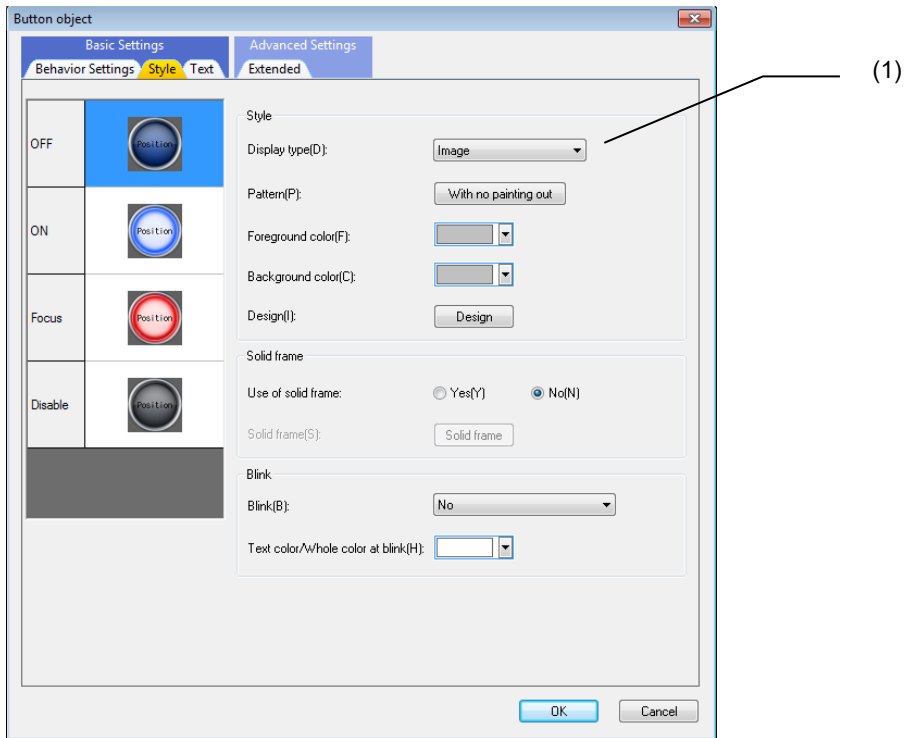 Button object
Basic Settings
Advanced Settings
Behavior Settings Style Text
Extended
(1)
OFF
Position
ON
Position
Focus
Position
Disable
Position
Style
Display type(D): Image
Pattern(P): With no painting out
Foreground color(F):
Background color(C):
Design(I): Design
Solid frame
Use of solid frame: Yes(Y) No(N)
Solid frame(S): Solid frame
Blink
Blink(B): No
Text color/Whole color at blink(H):
OK Cancel